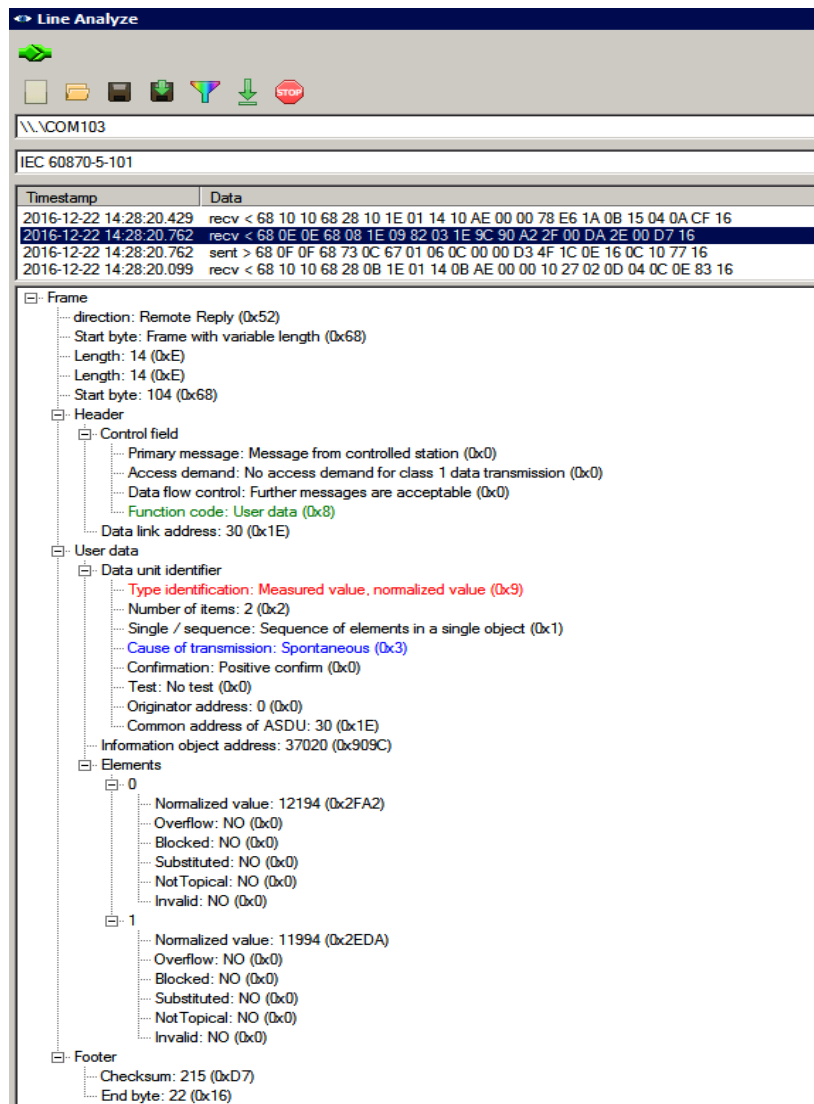 Line Analyze
STOP
\\.\COM103
IEC 60870-5-101
Timestamp Data
2016-12-22 14:28:20.429 recv < 68 10 10 68 28 10 1E 01 14 10 AE 00 00 78 E6 1A 0B 15 04 0A CF 16
2016-12-22 14:28:20.762 recv < 68 0E 0E 68 08 1E 09 82 03 1E 9C 90 A2 2F 00 DA 2E 00 D7 16
2016-12-22 14:28:20.762 sent > 68 0F 0F 68 73 0C 67 01 06 0C 00 00 D3 4F 1C 0E 16 0C 10 77 16
2016-12-22 14:28:20.099 recv < 68 10 10 68 28 0B 1E 01 14 0B AE 00 00 10 27 02 0D 04 0C 0E 83 16
Frame
direction: Remote Reply (0x52)
Start byte: Frame with variable length (0x68)
Length: 14 (0xE)
Length: 14 (0xE)
Start byte: 104 (0x68)
Header
Control field
Primary message: Message from controlled station (0x0)
Access demand: No access demand for class 1 data transmission (0x0)
Data flow control: Further messages are acceptable (0x0)
Function code: User data (0x8)
Data link address: 30 (0x1E)
User data
Data unit identifier
Type identification: Measured value, normalized value (0x9)
Number of items: 2 (0x2)
Single / sequence: Sequence of elements in a single object (0x1)
Cause of transmission: Spontaneous (0x3)
Confirmation: Positive confirm (0x0)
Test: No test (0x0)
Originator address: 0 (0x0)
Common address of ASDU: 30 (0x1E)
Information object address: 37020 (0x909C)
Elements
0
Normalized value: 12194 (0x2FA2)
Overflow: NO (0x0)
Blocked: NO (0x0)
Substituted: NO (0x0)
NotTopical: NO (0x0)
Invalid: NO (0x0)
1
Normalized value: 11994 (0x2EDA)
Overflow: NO (0x0)
Blocked: NO (0x0)
Substituted: NO (0x0)
NotTopical: NO (0x0)
Invalid: NO (0x0)
Footer
Checksum: 215 (0xD7)
End byte: 22 (0x16)